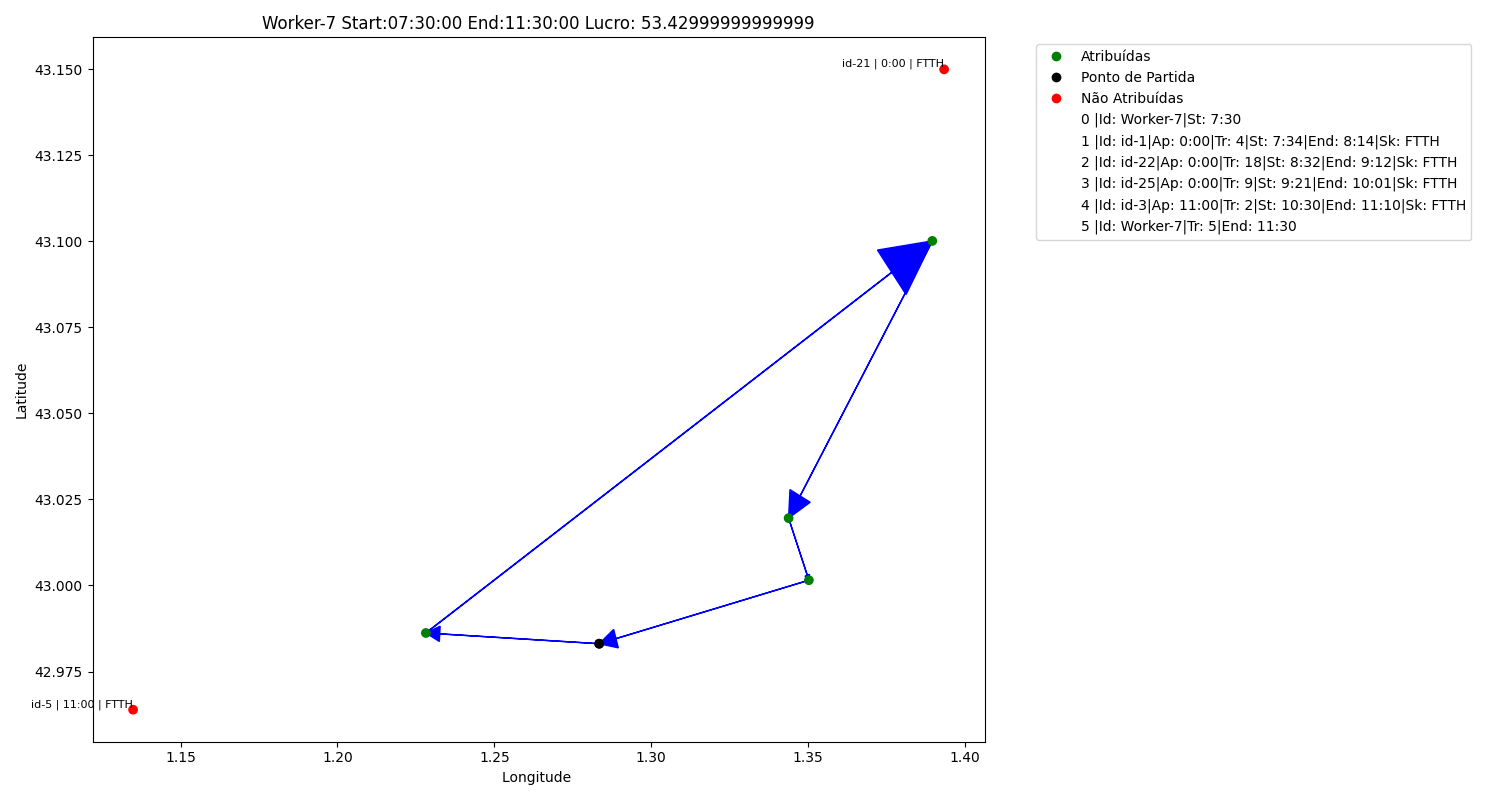 Worker-7 Start:07:30:00 End:11:30:00 Lucro: 53.42999999999999
43.150
43.125
43.100
43.075
43.050
43.025
43.000
42.975
Latitude
id-21 | 0:00 | FTTH
id-5 | 11:00 | FTTH
1.15
1.20
1.25
1.30
1.35
1.40
Longitude
Atribuídas
Ponto de Partida
Não Atribuídas
0 |Id: Worker-7|St: 7:30
1 |Id: id-1|Ap: 0:00|Tr: 4|St: 7:34|End: 8:14|Sk: FTTH
2 |Id: id-22|Ap: 0:00|Tr: 18|St: 8:32|End: 9:12|Sk: FTTH
3 |Id: id-25|Ap: 0:00|Tr: 9|St: 9:21|End: 10:01|Sk: FTTH
4 |Id: id-3|Ap: 11:00|Tr: 2|St: 10:30|End: 11:10|Sk: FTTH
5 |Id: Worker-7|Tr: 5|End: 11:30